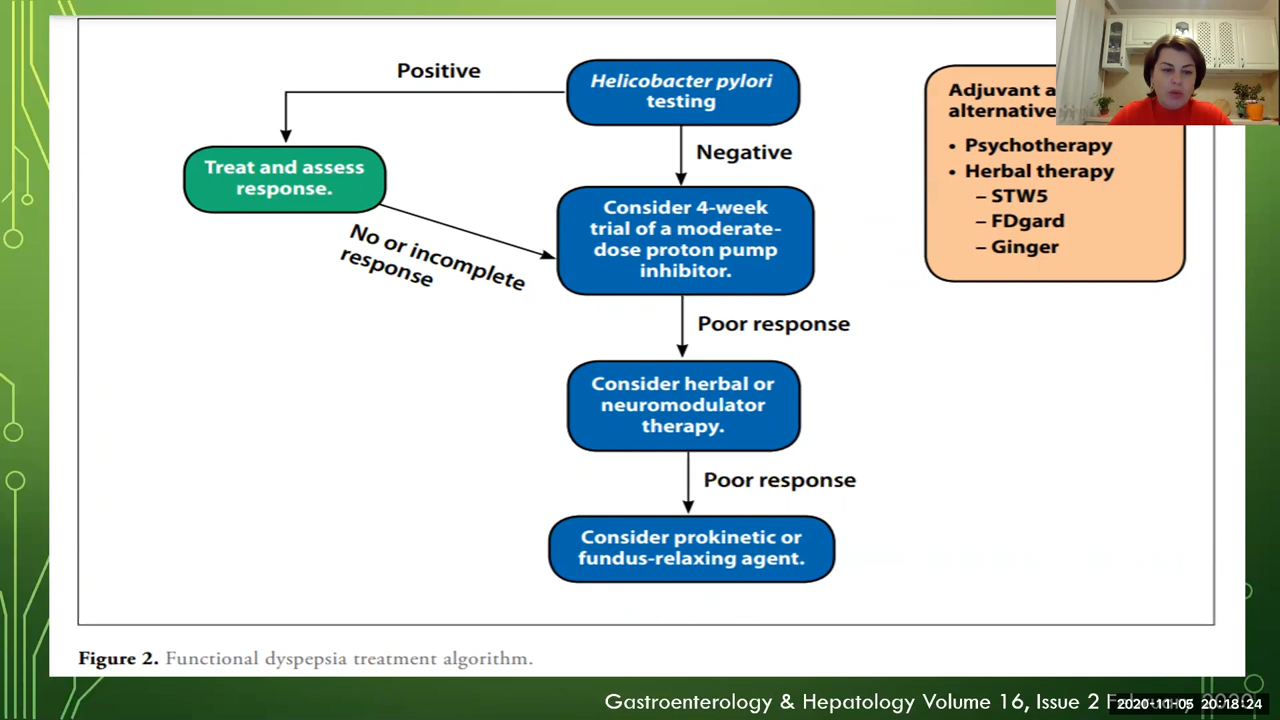 Positive
Helicobacter pylori
testing
Adjuvant
alternative
Negative
Treat and assess
response.
• Psychotherapy
• Herbal therapy
– STW5
– FDgard
– Ginger
No or incomplete
response
Consider 4-week
trial of a moderate-
dose proton pump
inhibitor.
Poor response
Consider herbal or
neuromodulator
therapy.
Poor response
Consider prokinetic or
fundus-relaxing agent.
Figure 2. Functional dyspepsia treatment algorithm.
Gastroenterology & Hepatology Volume 16, Issue 2
2020-11-05 20:18:24